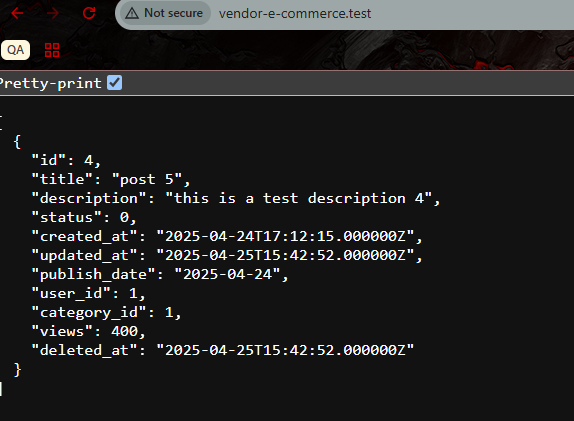 Not secure
vendor-e-commerce.test
QA
Pretty-print
[
{
"id": 4,
"title": "post 5",
"description": "this is a test description 4",
"status": 0,
"created_at": "2025-04-24T17:12:15.000000Z",
"updated_at": "2025-04-25T15:42:52.000000Z",
"publish_date": "2025-04-24",
"user_id": 1,
"category_id": 1,
"views": 400,
"deleted_at": "2025-04-25T15:42:52.000000Z"
}
]